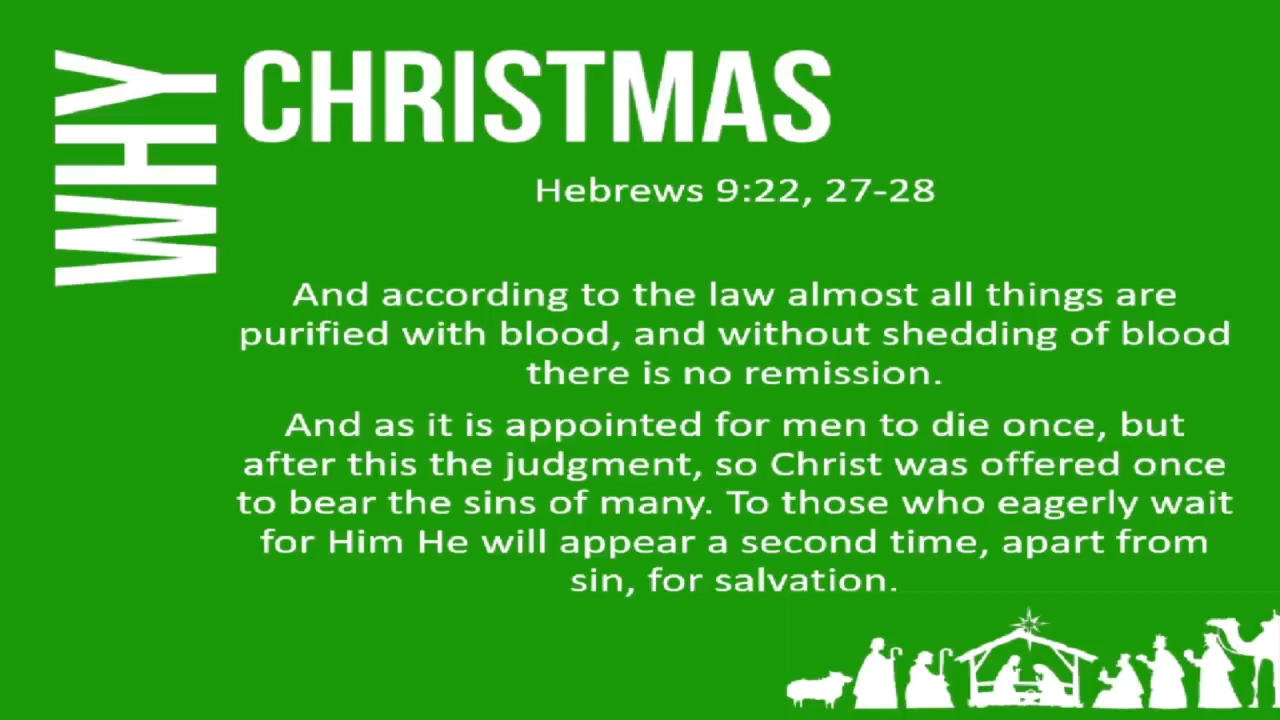 WHY
CHRISTMAS
Hebrews 9:22, 27-28
And according to the law almost all things are
purified with blood, and without shedding of blood
there is no remission.
And as it is appointed for men to die once, but
after this the judgment, so Christ was offered once
to bear the sins of many. To those who eagerly wait
for Him He will appear a second time, apart from
sin, for salvation.